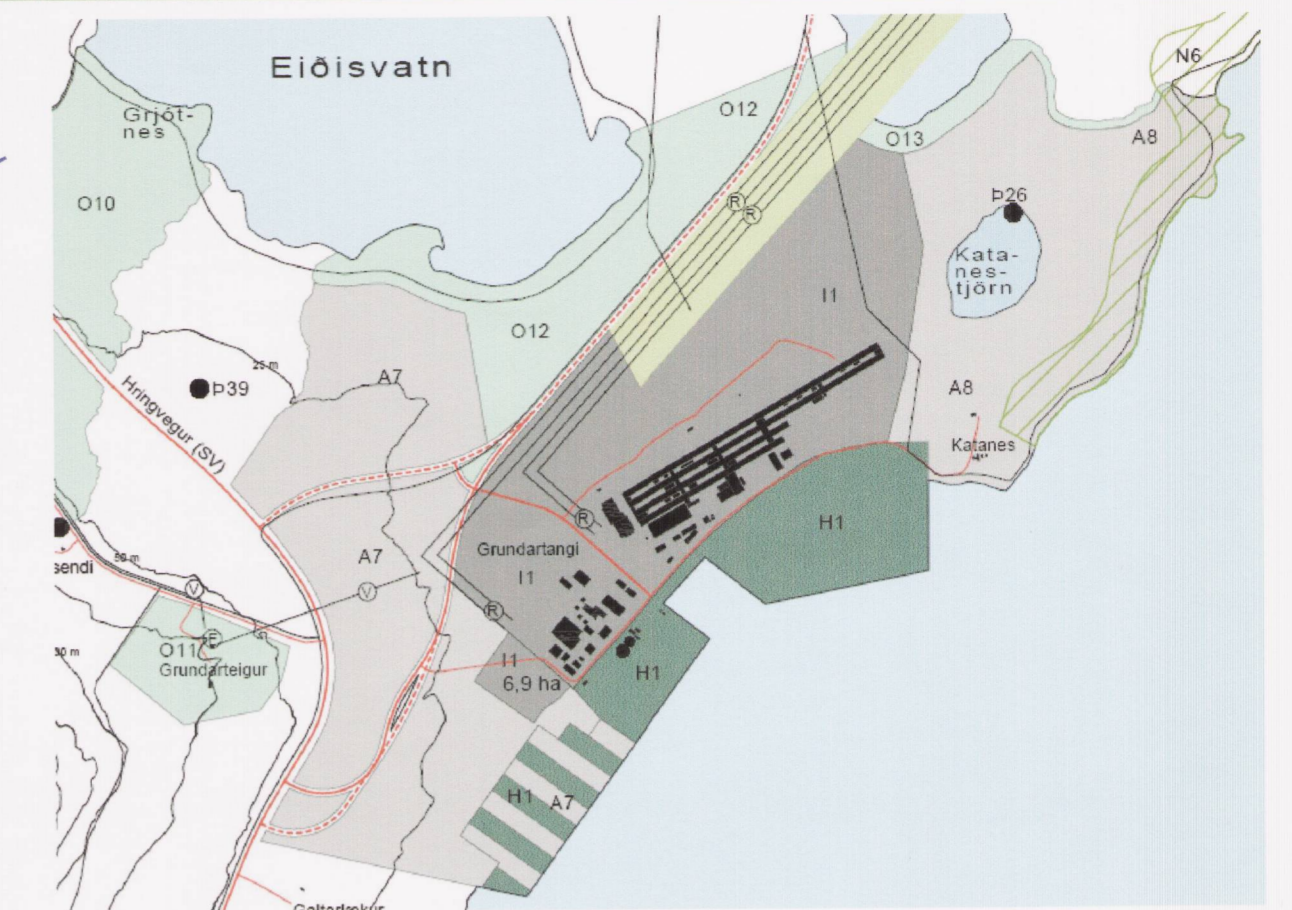 Eiðisvatn
N6
Grjót-
nes
O12
O13
A8
O10
Þ26
R
R
Kata-
nes-
tjörn
I1
O12
25 m
A7
Þ39
A8
Hringvegur (SV)
Katanes
R
H1
Grundartangi
A7
50 m
I1
sendi
V
V
R
F
O11
Grundarteigur
I1
6,9 ha
H1
H1
A7